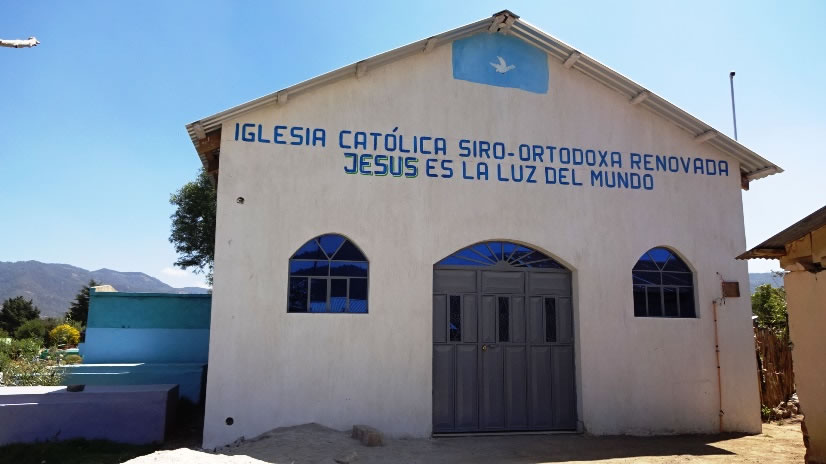 IGLESIA CATÓLICA SIRO-ORTODOXA RENOVADA
JESUS ES LA LUZ DEL MUNDO